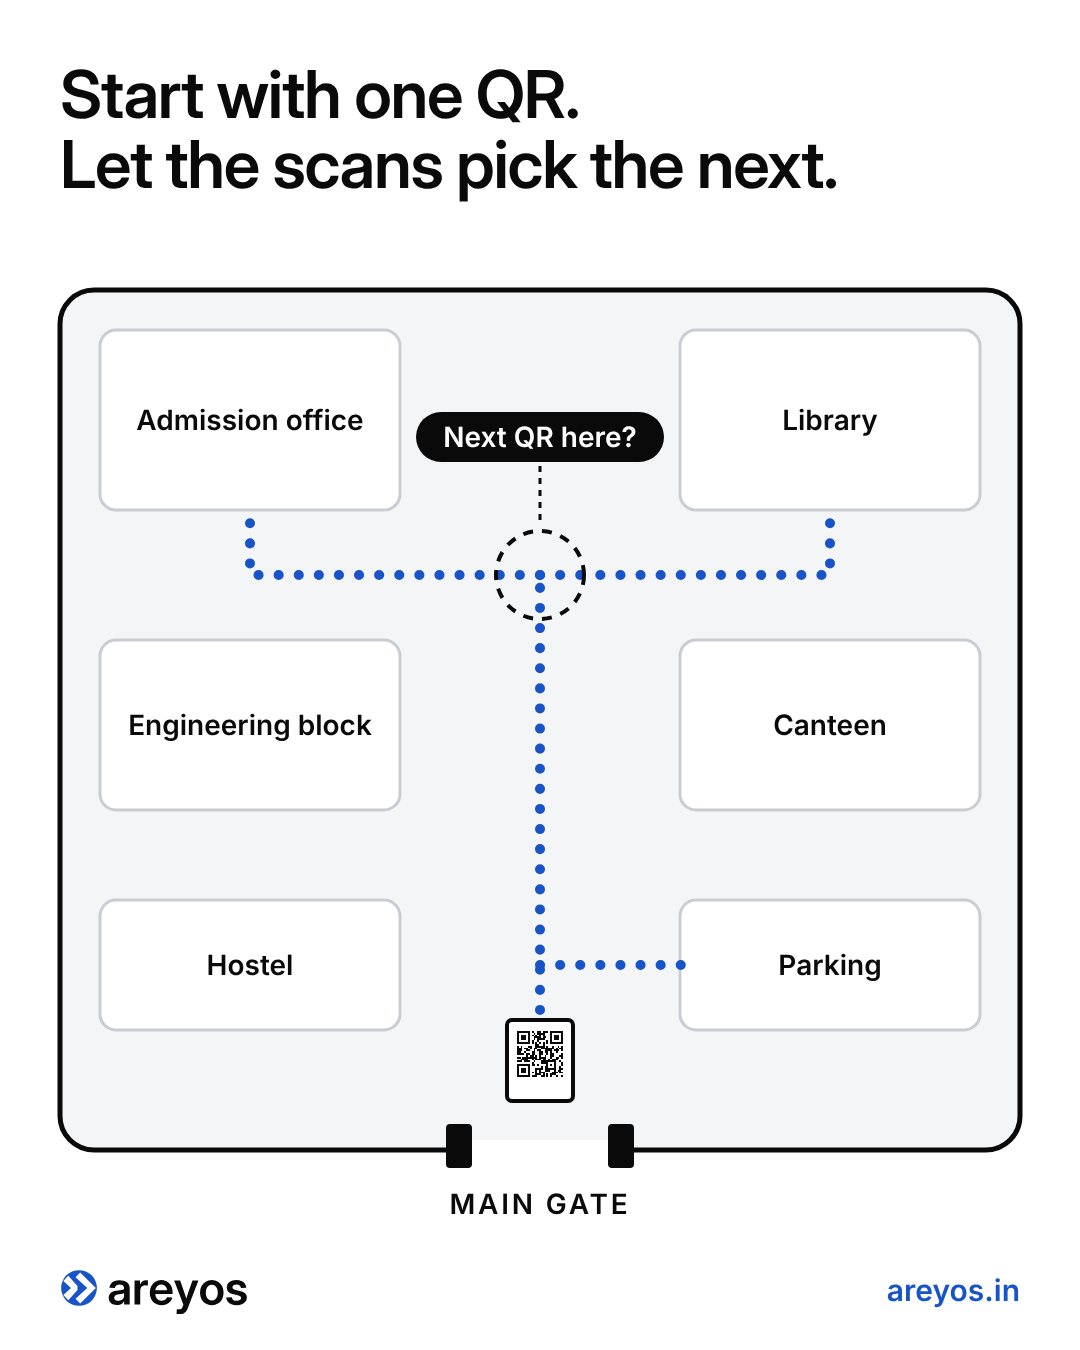 Start with one QR.
Let the scans pick the next.
Admission office
Next QR here?
Library
Engineering block
Canteen
Hostel
Parking
MAIN GATE
areyos
areyos.in